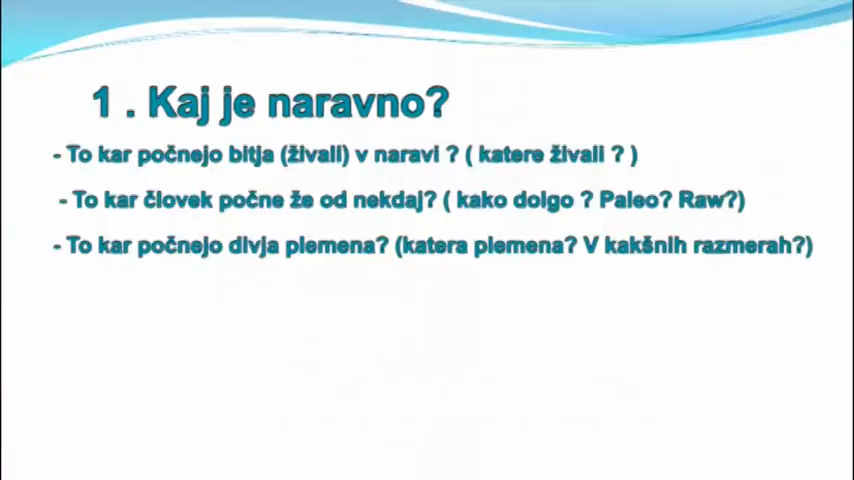 1 . Kaj je naravno?
- To kar počnejo bitja (živali) v naravi ? ( katere živali ? )
- To kar človek počne že od nekdaj? ( kako dolgo ? Paleo? Raw?)
- To kar počnejo divja plemena? (katera plemena? V kakšnih razmerah?)